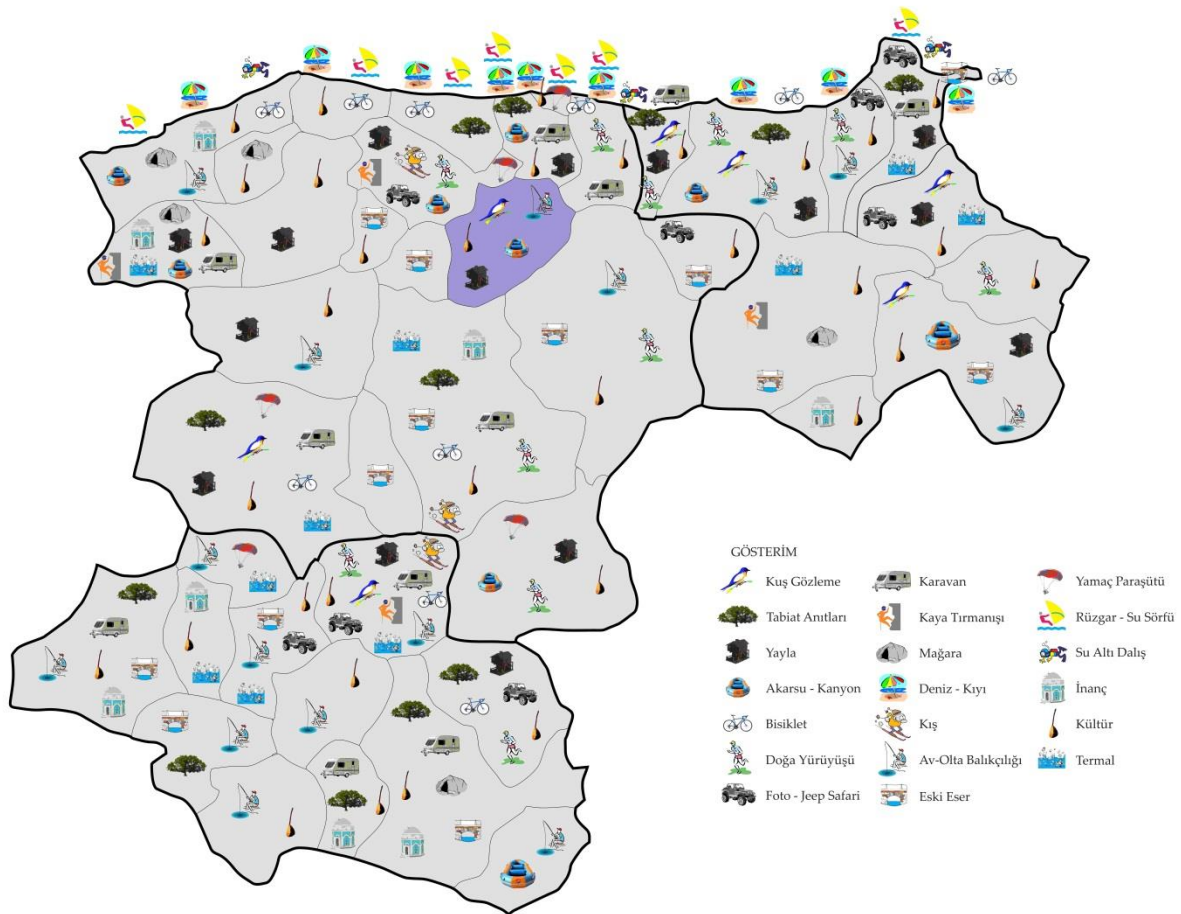 GÖSTERİM
Kuş Gözleme
Tabiat Anıtları
Yayla
Akarsu - Kanyon
Bisiklet
Doğa Yürüyüşü
Foto - Jeep Safari
Karavan
Kaya Tırmanışı
Mağara
Deniz - Kıyı
Kış
Av-Olta Balıkçılığı
Eski Eser
Yamaç Paraşütü
Rüzgar - Su Sörfü
Su Altı Dalış
İnanç
Kültür
Termal